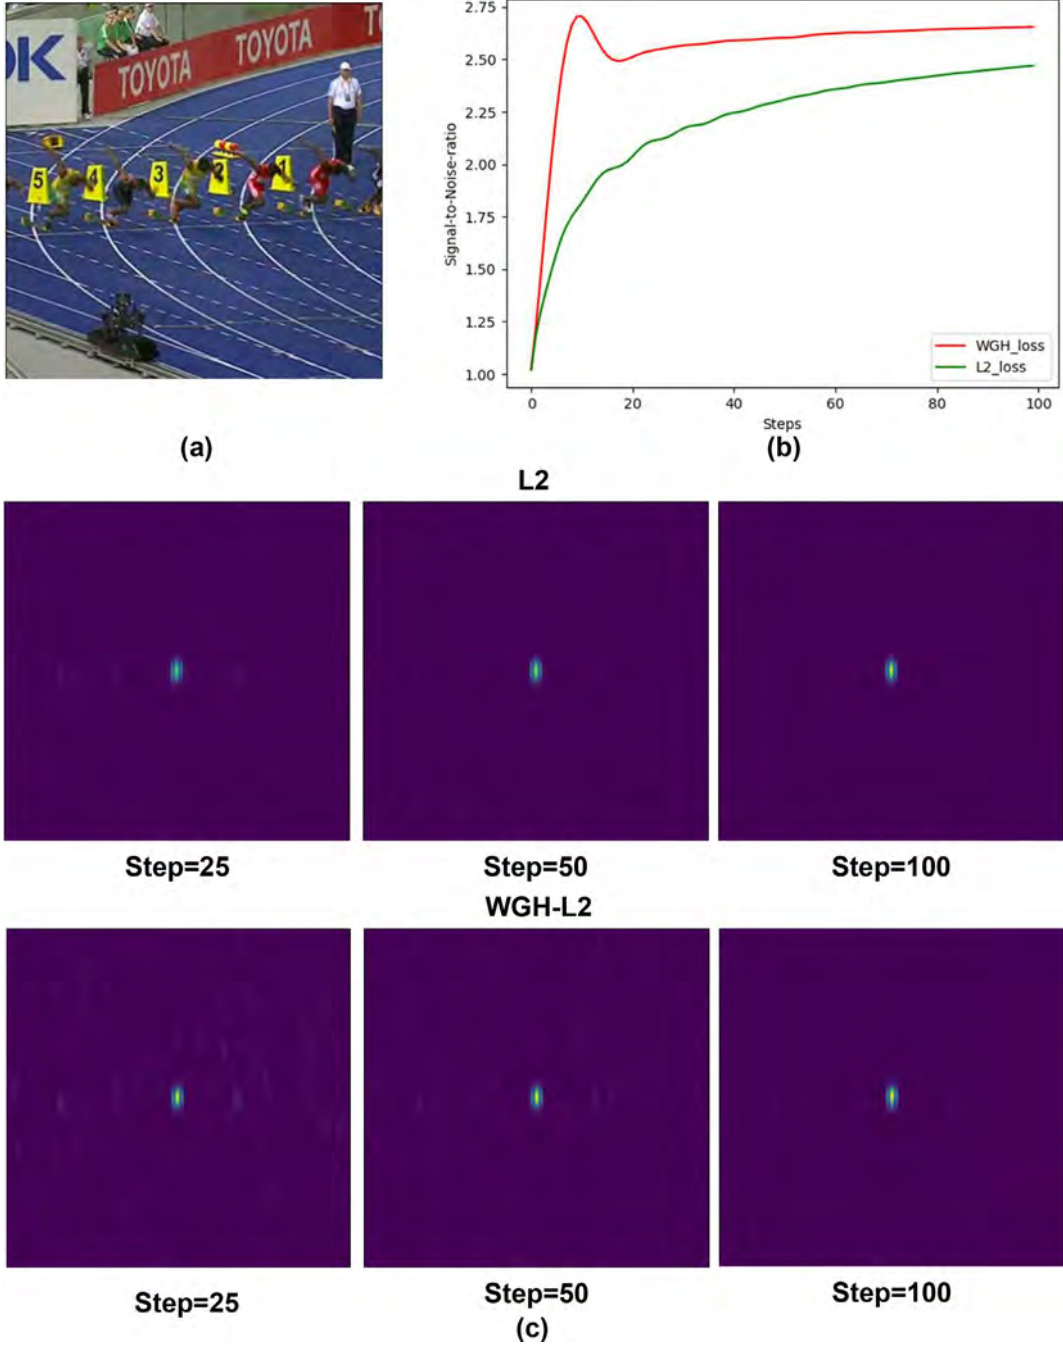 DK
TOYOTA
TOYOTA
TO
5
4
3
2
1
(a)
Signal-to-Noise-ratio
2.75
2.50
2.25
2.00
1.75
1.50
1.25
1.00
WGH_loss
L2_loss
0
20
40
60
80
100
Steps
(b)
L2
Step=25
Step=50
Step=100
WGH-L2
Step=25
Step=50
Step=100
(c)